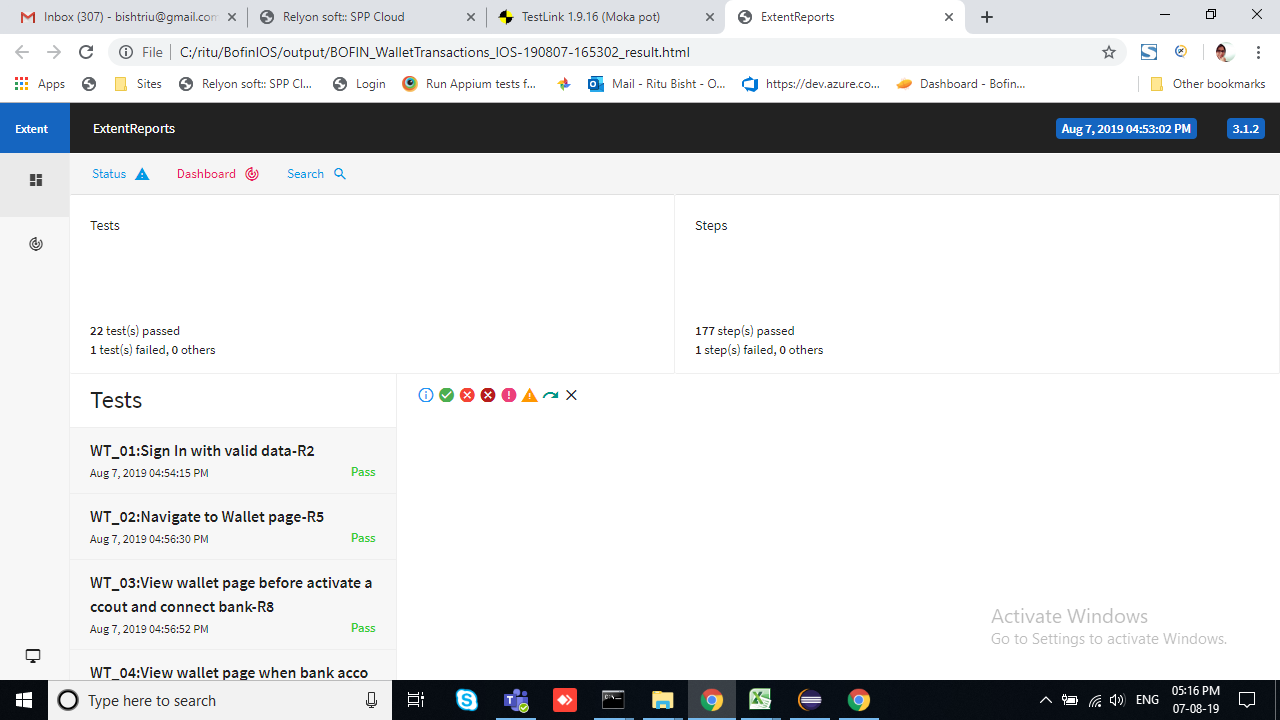 Inbox (307) - bishtriu@gmail.con
Relyon soft:: SPP Cloud
TestLink 1.9.16 (Moka pot)
ExtentReports
File
C:/ritu/BofinIOS/output/BOFIN_WalletTransactions_IOS-190807-165302_result.html
Apps
Sites
Relyon soft:: SPP Cl...
Login
Run Appium tests f...
Mail - Ritu Bisht - O...
https://dev.azure.co...
Dashboard - Bofin...
Other bookmarks
Extent
ExtentReports
Aug 7, 2019 04:53:02 PM
3.1.2
Status
Dashboard
Search
Tests
22 test(s) passed
1 test(s) failed, 0 others
Steps
177 step(s) passed
1 step(s) failed, 0 others
Tests
WT_01:Sign In with valid data-R2
Aug 7, 2019 04:54:15 PM
Pass
WT_02:Navigate to Wallet page-R5
Aug 7, 2019 04:56:30 PM
Pass
WT_03:View wallet page before activate a
ccout and connect bank-R8
Aug 7, 2019 04:56:52 PM
Pass
WT_04:View wallet page when bank acco
Activate Windows
Go to Settings to activate Windows.
Type here to search
ENG
05:16 PM
07-08-19